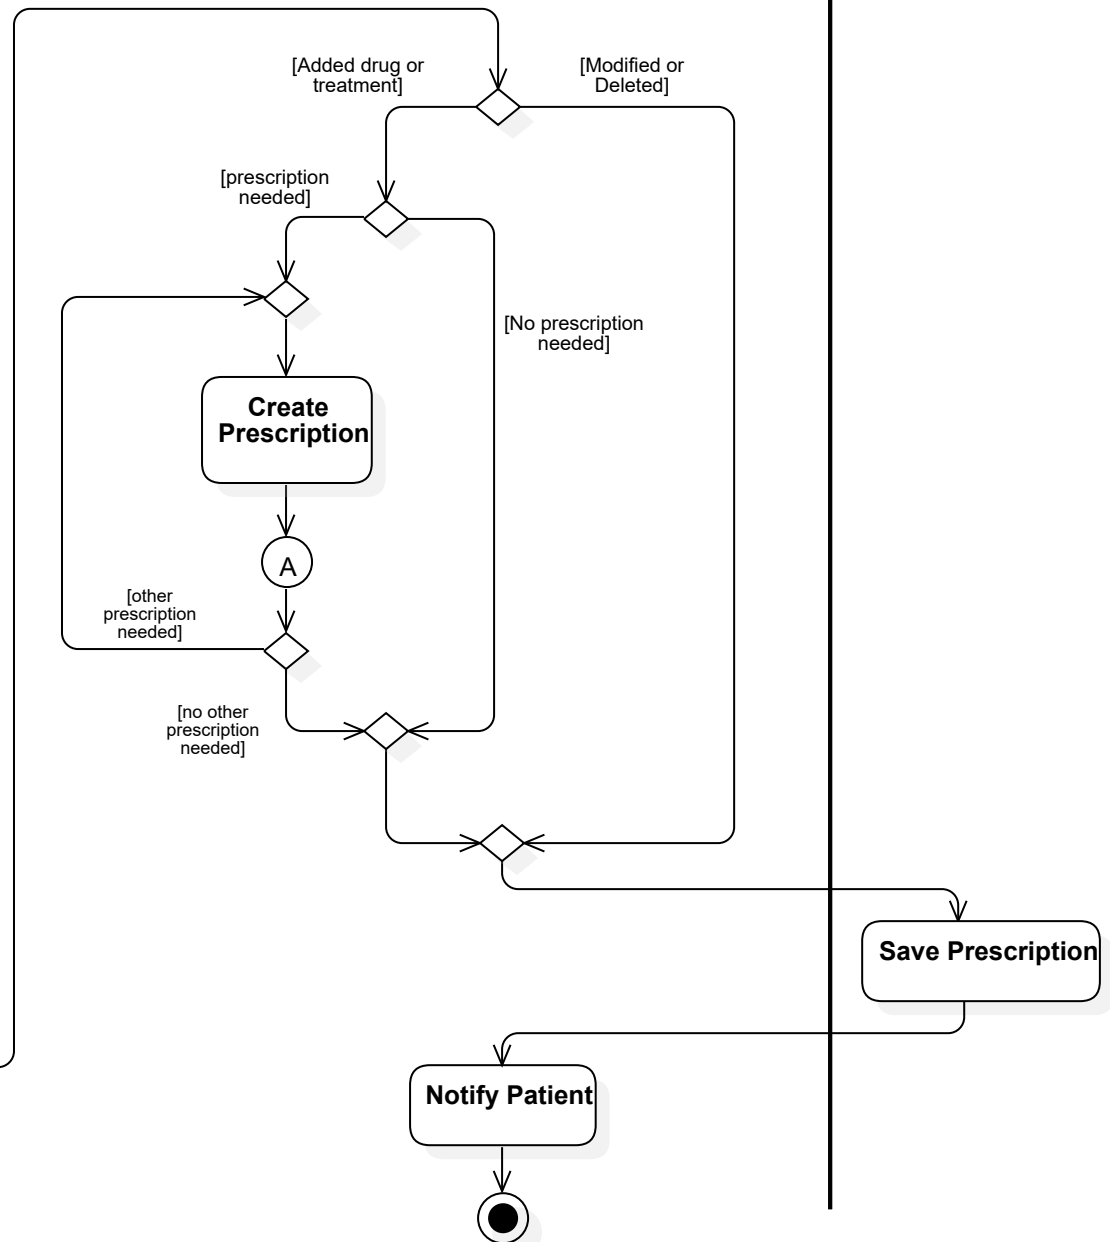 [Added drug or
treatment]
[Modified or
Deleted]
[prescription
needed]
[No prescription
needed]
Create
Prescription
A
[other
prescription
needed]
[no other
prescription
needed]
Save Prescription
Notify Patient